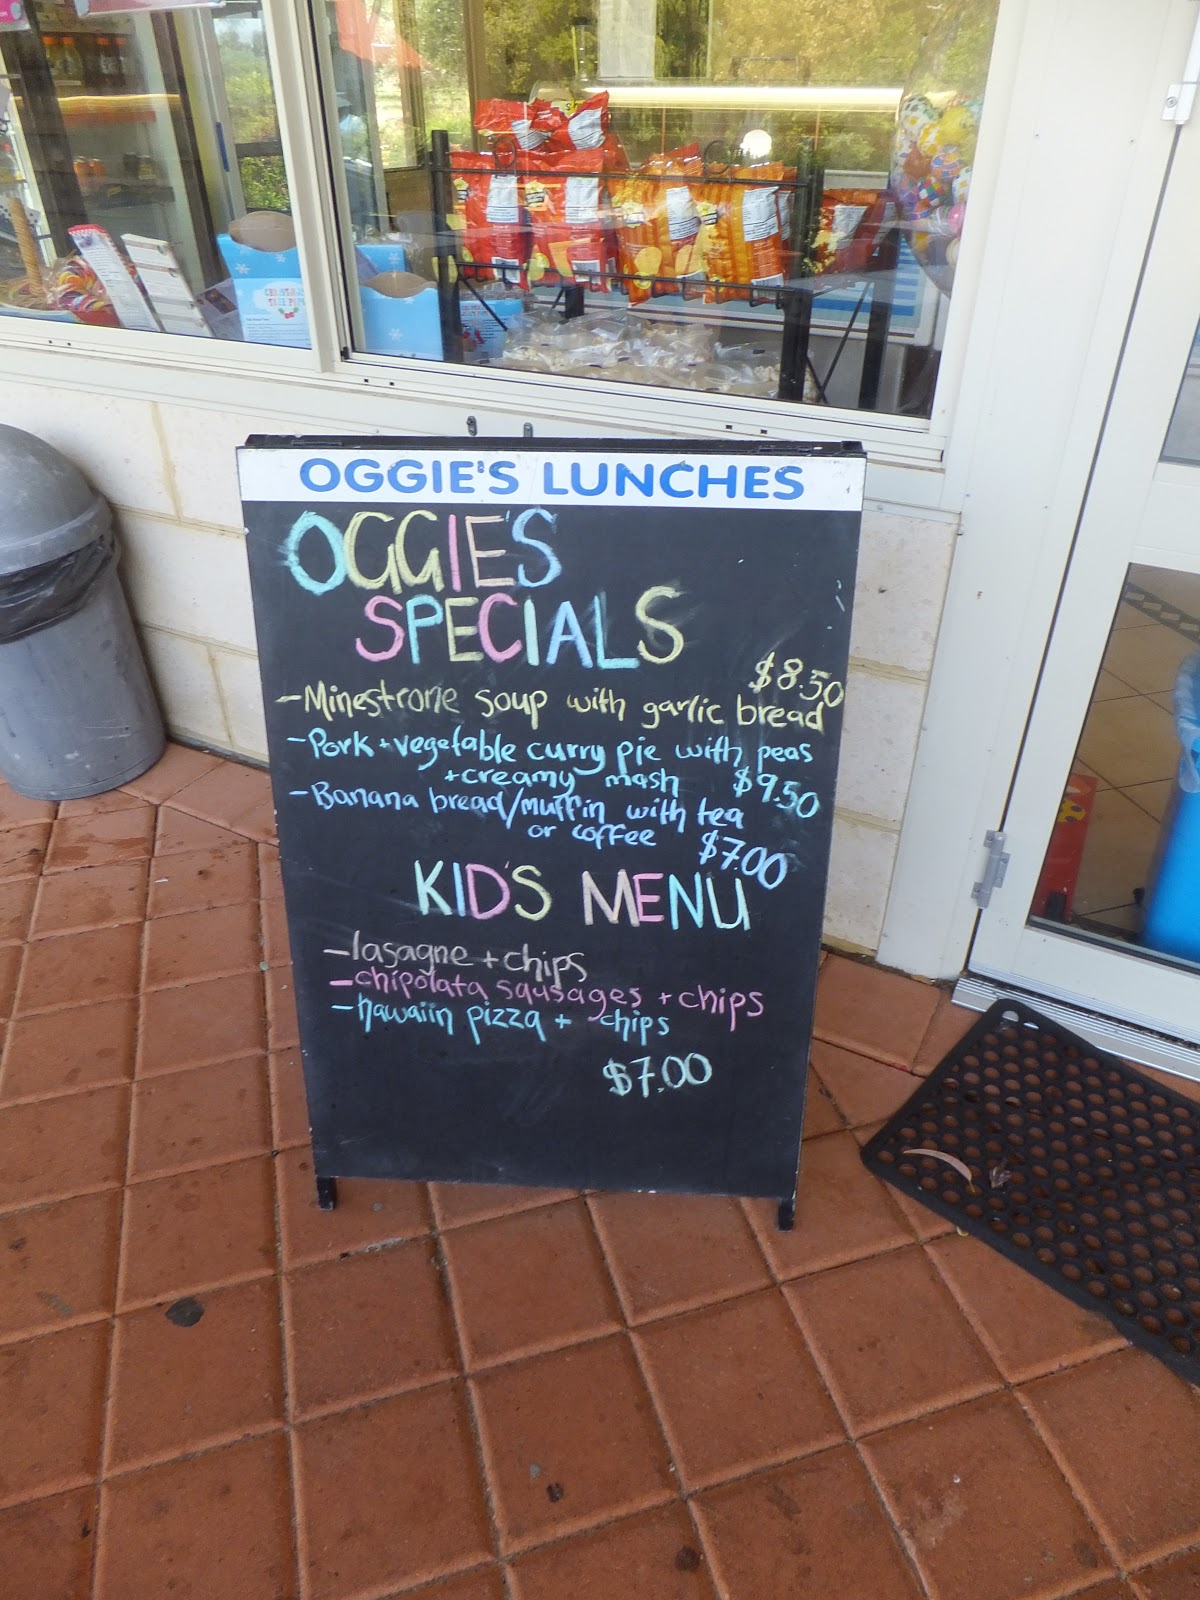 OGGIE'S LUNCHES
OGGIE'S
SPECIALS
$8.50
-Minestrone soup with garlic bread
-Pork + vegetable curry pie with peas
+creamy mash $9.50
-Banana bread/muffin with tea
or coffee $7.00
KID'S MENU
-lasagne + chips
-chipolata sausages + chips
-hawaiin pizza + chips
$7.00